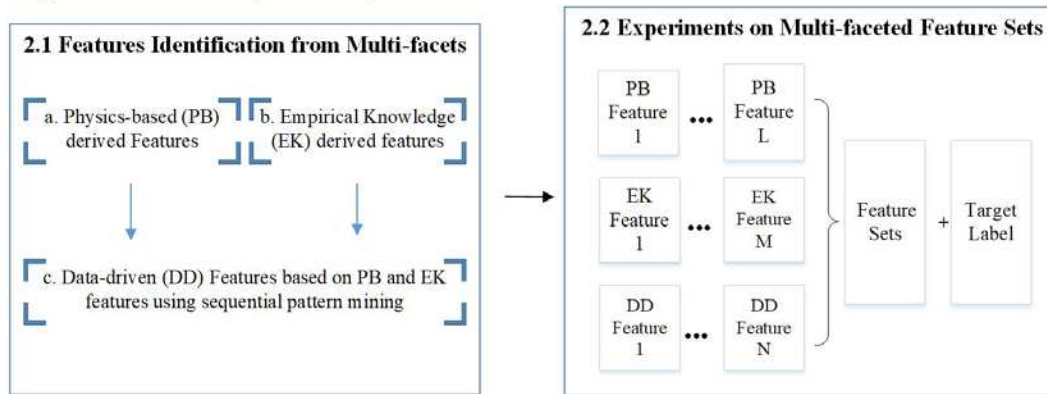 2.1 Features Identification from Multi-facets
a. Physics-based (PB)
derived Features
b. Empirical Knowledge
(EK) derived features
c. Data-driven (DD) Features based on PB and EK
features using sequential pattern mining
2.2 Experiments on Multi-faceted Feature Sets
PB
Feature
1
...
PB
Feature
L
EK
Feature
1
...
EK
Feature
M
DD
Feature
1
...
DD
Feature
N
Feature
Sets
+
Target
Label